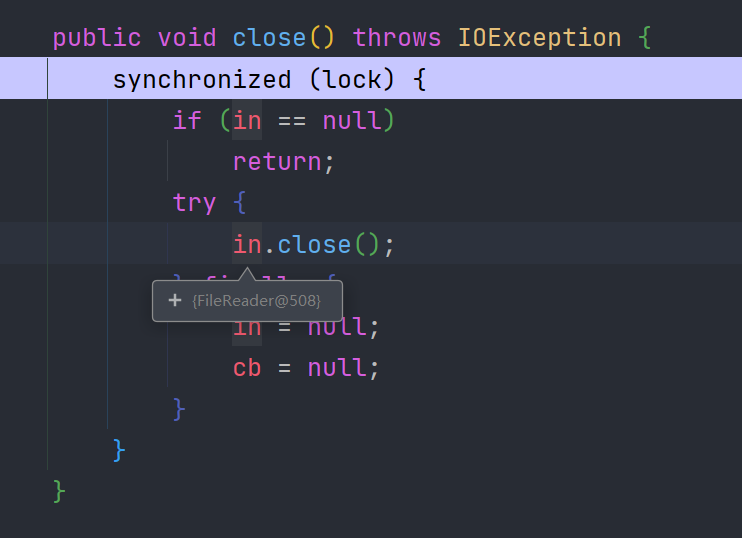 public void close() throws IOException {
synchronized (lock) {
if (in == null)
return;
try {
in.close();
{
{FileReader@508}
in = null;
cb = null;
}
}
}